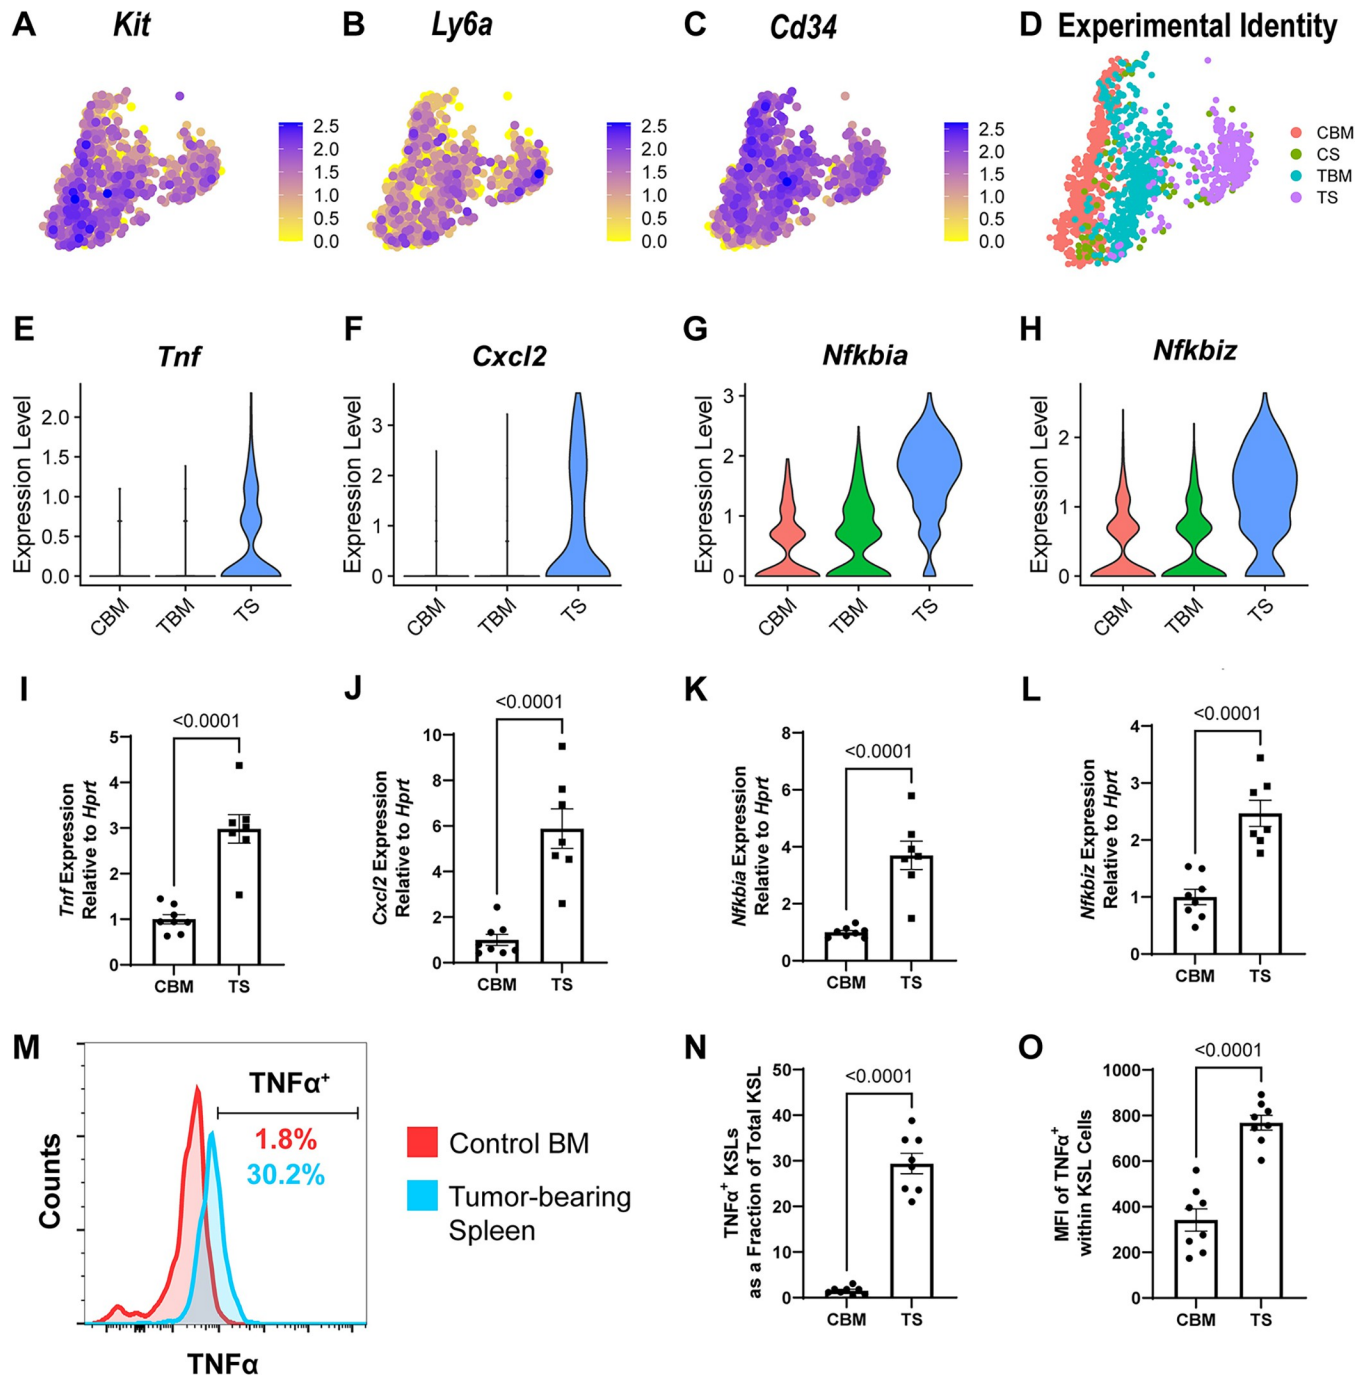 A Kit
B Ly6a
C Cd34
D Experimental Identity
2.5
2.0
1.5
1.0
0.5
0.0
2.5
2.0
1.5
1.0
0.5
0.0
2.5
2.0
1.5
1.0
0.5
0.0
CBM
CS
TBM
TS
E Tnf
Expression Level
2.0
1.5
1.0
0.5
0.0
CBM TBM TS
F Cxcl2
Expression Level
3
2
1
0
CBM TBM TS
G Nfkbia
Expression Level
3
2
1
0
CBM TBM TS
H Nfkbiz
Expression Level
2
1
0
CBM TBM TS
I
<0.0001
Tnf Expression
Relative to Hprt
5
4
3
2
1
0
CBM TS
J
<0.0001
Cxcl2 Expression
Relative to Hprt
10
8
6
4
2
0
CBM TS
K
<0.0001
Nfkbia Expression
Relative to Hprt
8
6
4
2
0
CBM TS
L
<0.0001
Nfkbiz Expression
Relative to Hprt
4
3
2
1
0
CBM TS
M
TNFα+
1.8%
30.2%
Counts
TNFα
Control BM
Tumor-bearing
Spleen
N
<0.0001
TNFα+ KSLs
as a Fraction of Total KSL
50
40
30
20
10
0
CBM TS
O
<0.0001
MFI of TNFα+
within KSL Cells
1000
800
600
400
200
0
CBM TS